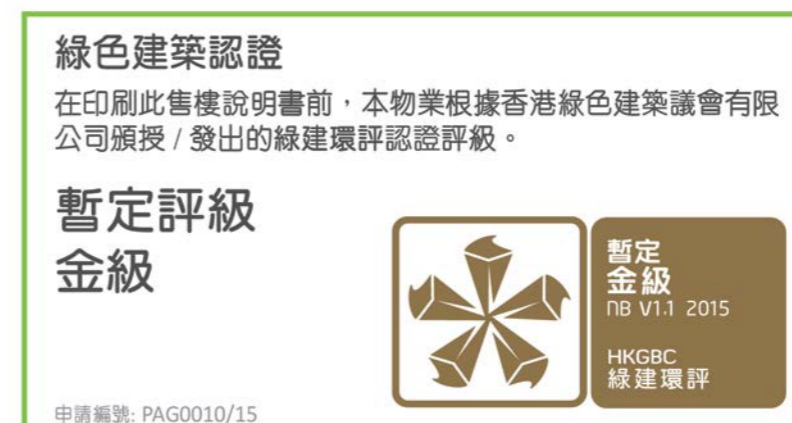 綠色建築認證
在印刷此售樓說明書前，本物業根據香港綠色建築議會有限
公司頒授 / 發出的綠建環評認證評級。
暫定評級
金級
暫定
金級
NB V1.1 2015
HKGBC
綠建環評
申請編號: PAG0010/15